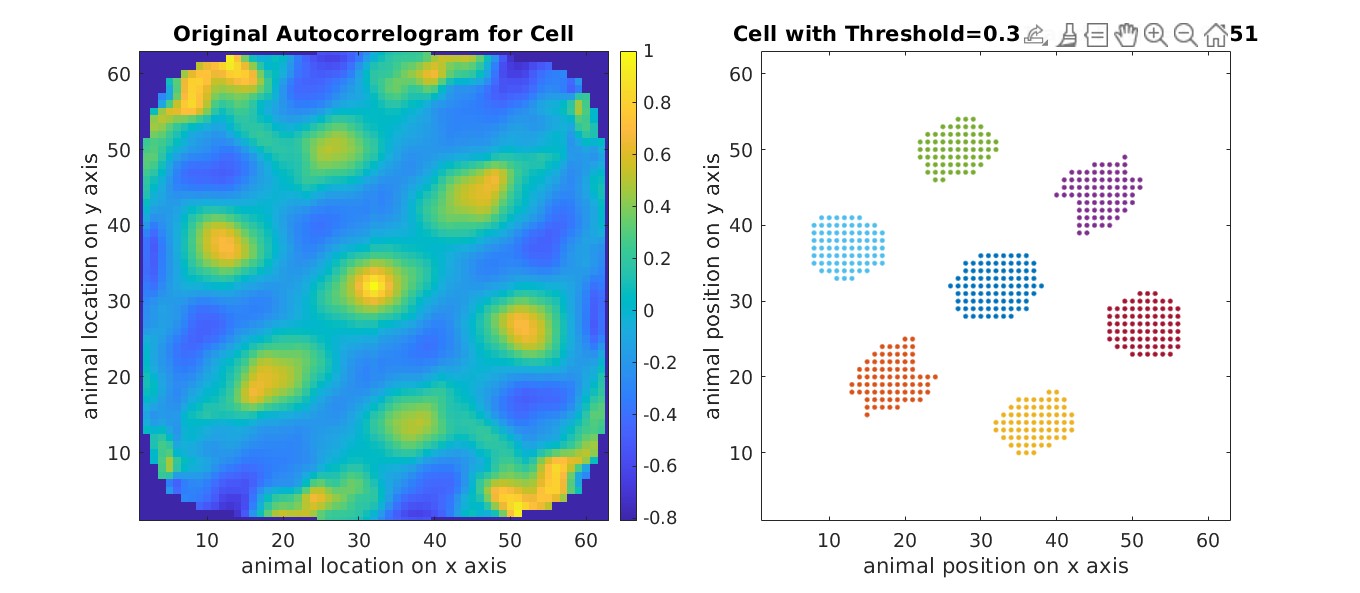 Original Autocorrelogram for Cell
60
50
40
30
20
10
10 20 30 40 50 60
animal location on y axis
animal location on x axis
1
0.8
0.6
0.4
0.2
0
-0.2
-0.4
-0.6
-0.8
Cell with Threshold=0.3 51
60
50
40
30
20
10
10 20 30 40 50 60
animal position on y axis
animal position on x axis